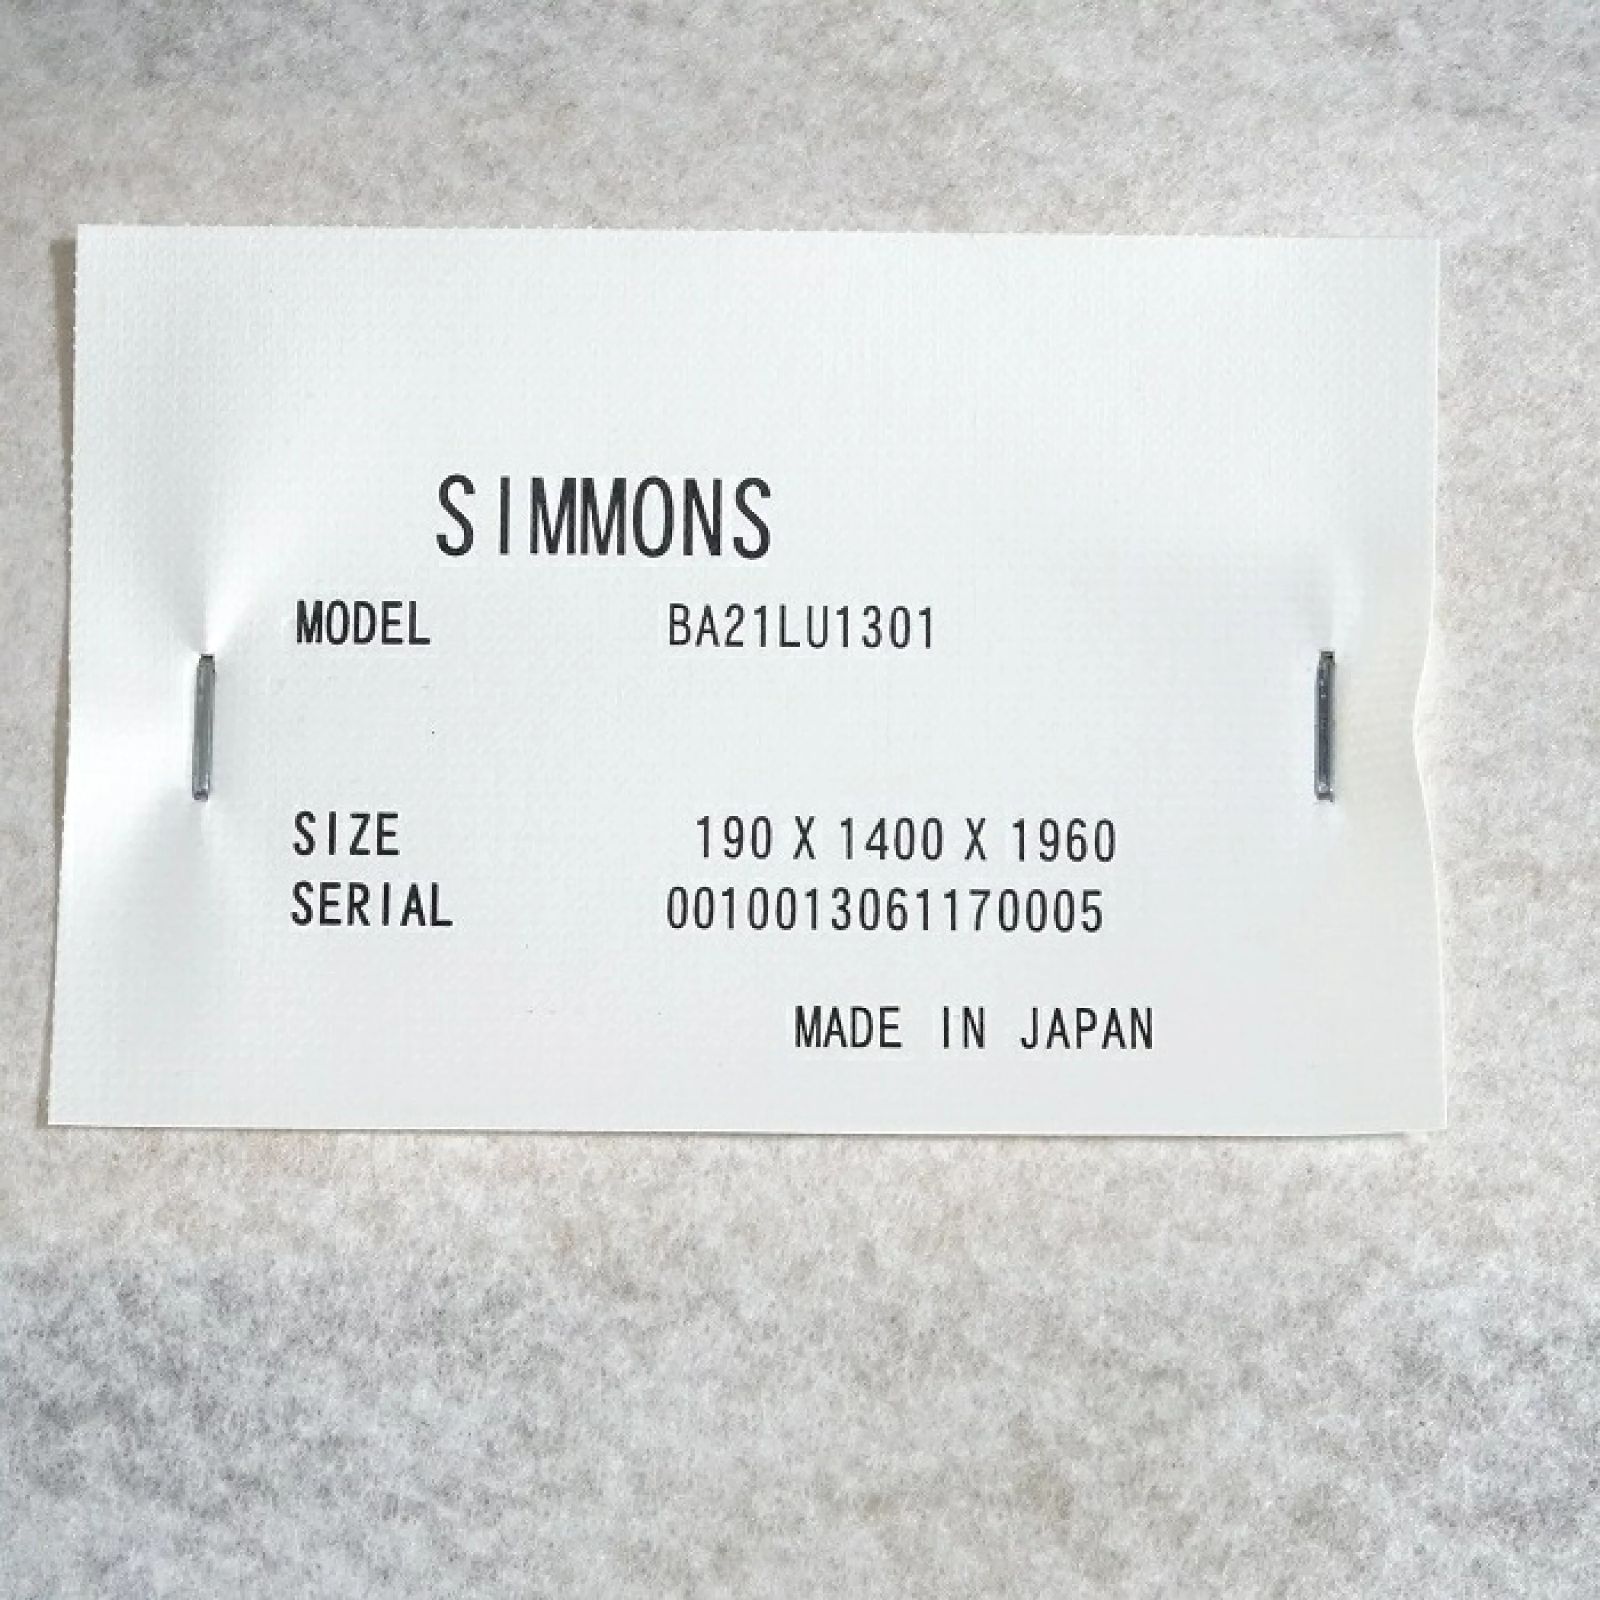 SIMMONS
MODEL BA21LU1301
SIZE 190 X 1400 X 1960
SERIAL 0010013061170005
MADE IN JAPAN